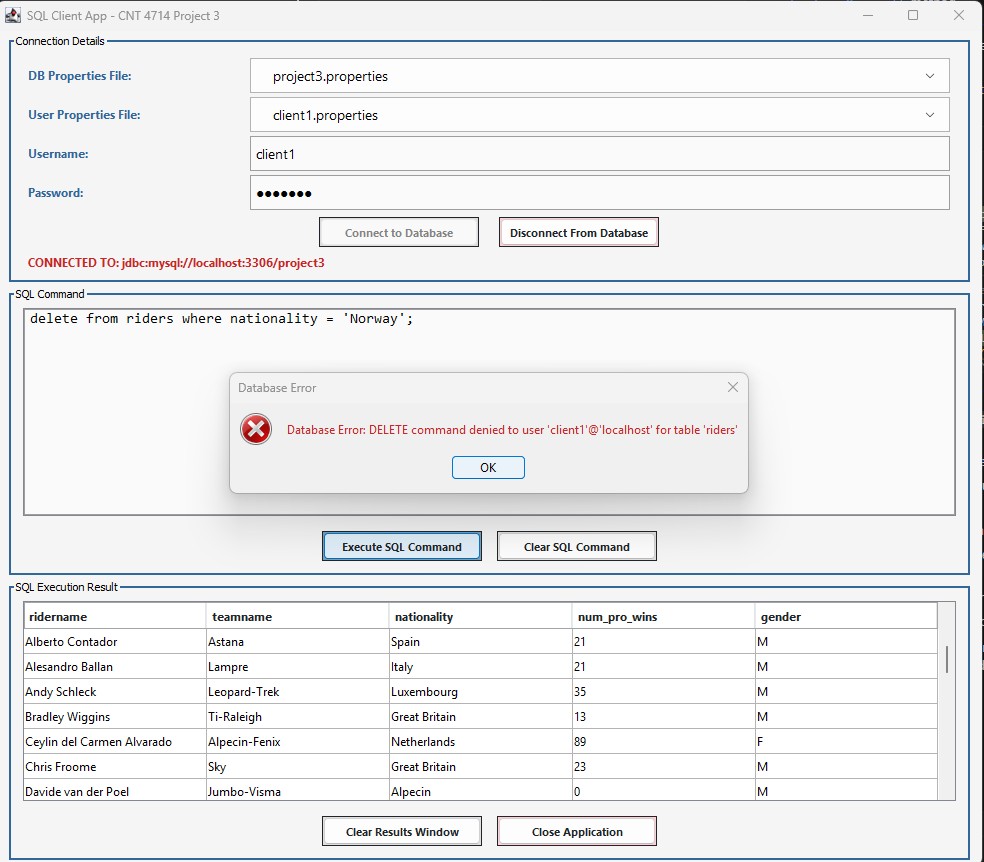 SQL Client App - CNT 4714 Project 3
Connection Details
DB Properties File: project3.properties
User Properties File: client1.properties
Username: client1
Password: •••••••
Connect to Database Disconnect From Database
CONNECTED TO: jdbc:mysql://localhost:3306/project3
SQL Command
delete from riders where nationality = 'Norway';
Database Error
Database Error: DELETE command denied to user 'client1'@'localhost' for table 'riders'
OK
Execute SQL Command Clear SQL Command
SQL Execution Result
ridername teamname nationality num_pro_wins gender
Alberto Contador Astana Spain 21 M
Alesandro Ballan Lampre Italy 21 M
Andy Schleck Leopard-Trek Luxembourg 35 M
Bradley Wiggins Ti-Raleigh Great Britain 13 M
Ceylin del Carmen Alvarado Alpecin-Fenix Netherlands 89 F
Chris Froome Sky Great Britain 23 M
Davide van der Poel Jumbo-Visma Alpecin 0 M
Clear Results Window Close Application